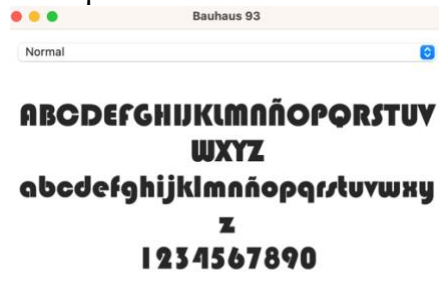 Bauhaus 93
Normal
ABCDEFGHIJKLMNÑOPQRSTUV
WXYZ
abcdefghijklmnñopqrstuvwxy
z
1234567890